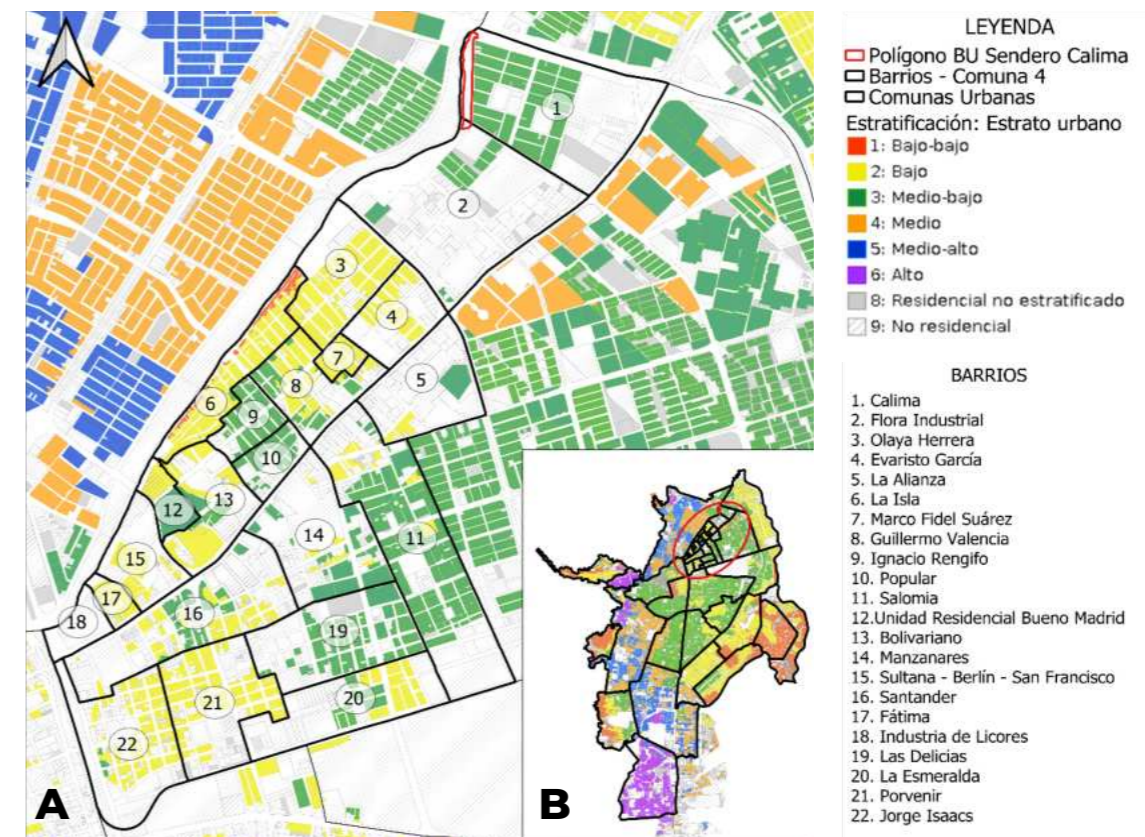 1
2
3
4
7
5
8
6
9
10
12
13
14
11
15
17
16
18
19
20
21
22
A
B
LEYENDA
Polígono BU Sendero Calima
Barrios - Comuna 4
Comunas Urbanas
Estratificación: Estrato urbano
1: Bajo-bajo
2: Bajo
3: Medio-bajo
4: Medio
5: Medio-alto
6: Alto
8: Residencial no estratificado
9: No residencial
BARRIOS
1. Calima
2. Flora Industrial
3. Olaya Herrera
4. Evaristo García
5. La Alianza
6. La Isla
7. Marco Fidel Suárez
8. Guillermo Valencia
9. Ignacio Rengifo
10. Popular
11. Salomia
12.Unidad Residencial Bueno Madrid
13. Bolivariano
14. Manzanares
15. Sultana - Berlín - San Francisco
16. Santander
17. Fátima
18. Industria de Licores
19. Las Delicias
20. La Esmeralda
21. Porvenir
22. Jorge Isaacs